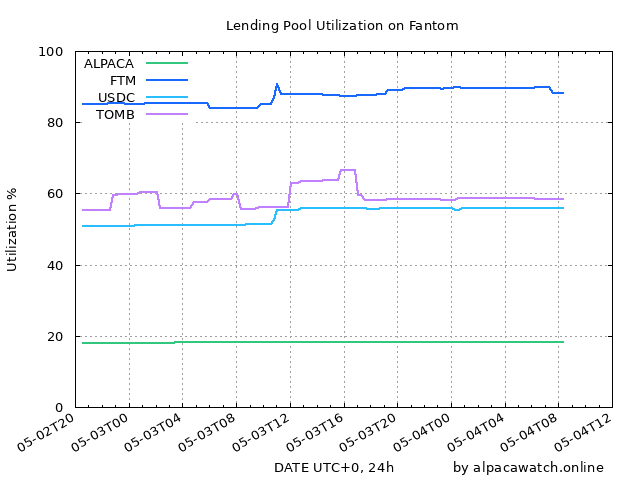 Lending Pool Utilization on Fantom
100
80
60
40
20
0
Utilization %
ALPACA
FTM
USDC
TOMB
05-02T20
05-03T00
05-03T04
05-03T08
05-03T12
05-03T16
05-03T20
05-04T00
05-04T04
05-04T08
05-04T12
DATE UTC+0, 24h
by alpacawatch.online